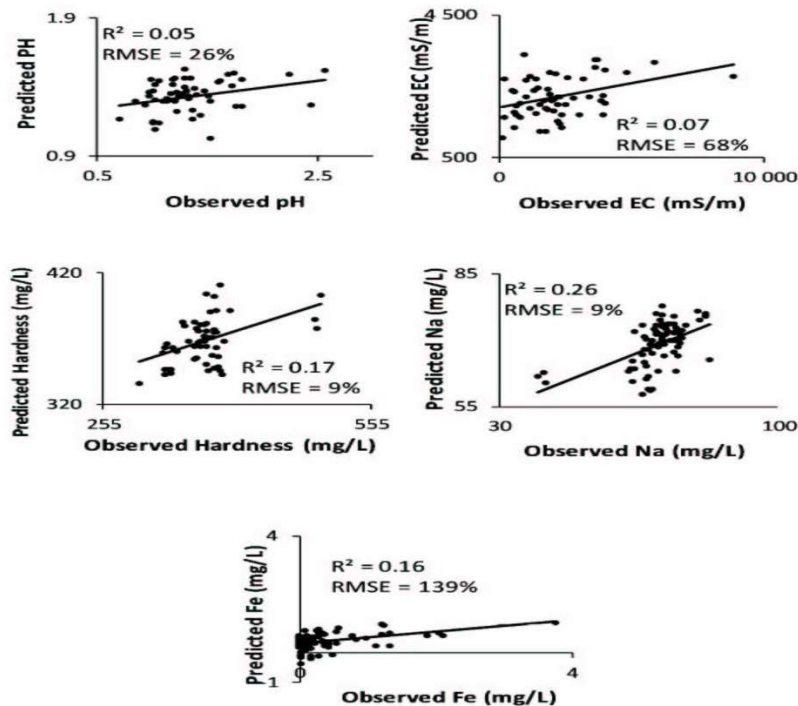 1.9
R² = 0.05
RMSE = 26%
Predicted PH
0.9
0.5
2.5
Observed pH
4 500
Predicted EC (mS/m)
R² = 0.07
RMSE = 68%
500
0
10 000
Observed EC (mS/m)
420
Predicted Hardness (mg/L)
R² = 0.17
RMSE = 9%
320
255
555
Observed Hardness (mg/L)
85
R² = 0.26
RMSE = 9%
Predicted Na (mg/L)
55
30
100
Observed Na (mg/L)
4
R² = 0.16
RMSE = 139%
Predicted Fe (mg/L)
0
4
-1
Observed Fe (mg/L)